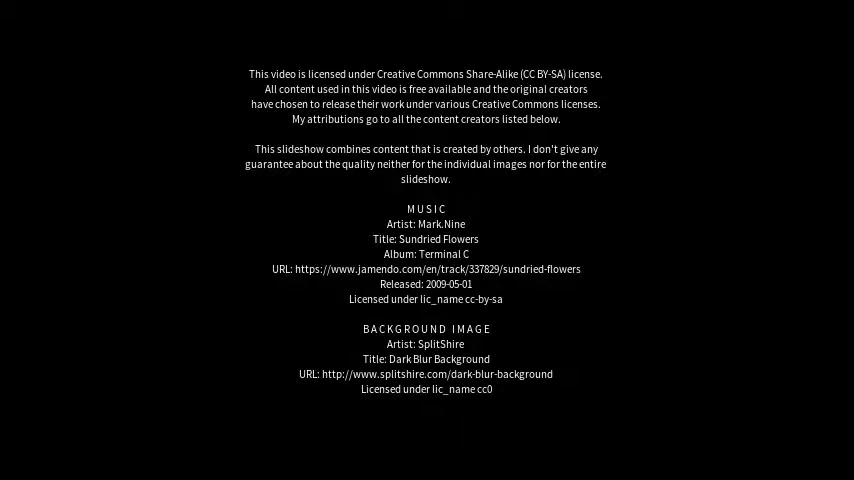 This video is licensed under Creative Commons Share-Alike (CC BY-SA) license.
All content used in this video is free available and the original creators
have chosen to release their work under various Creative Commons licenses.
My attributions go to all the content creators listed below.
This slideshow combines content that is created by others. I don't give any
guarantee about the quality neither for the individual images nor for the entire
slideshow.
MUSIC
Artist: Mark.Nine
Title: Sundried Flowers
Album: Terminal C
URL: https://www.jamendo.com/en/track/337829/sundried-flowers
Released: 2009-05-01
Licensed under lic_name cc-by-sa
BACKGROUND IMAGE
Artist: SplitShire
Title: Dark Blur Background
URL: http://www.splitshire.com/dark-blur-background
Licensed under lic_name cc0